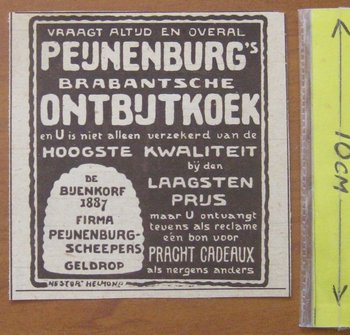 VRAAGT ALTIJD EN OVERAL
PEIJNENBURG'S
BRABANTSCHE
ONTBIJTKOEK
en U is niet alleen verzekerd van de
HOOGSTE KWALITEIT
bij den
LAAGSTEN
PRIJS
maar U ontvangt
tevens als reclame
een bon voor
PRACHT CADEAUX
als nergens anders
DE
BIJENKORF
1887
FIRMA
PEIJNENBURG-
SCHEEPERS
GELDROP
NESTOR HELMOND
10CM